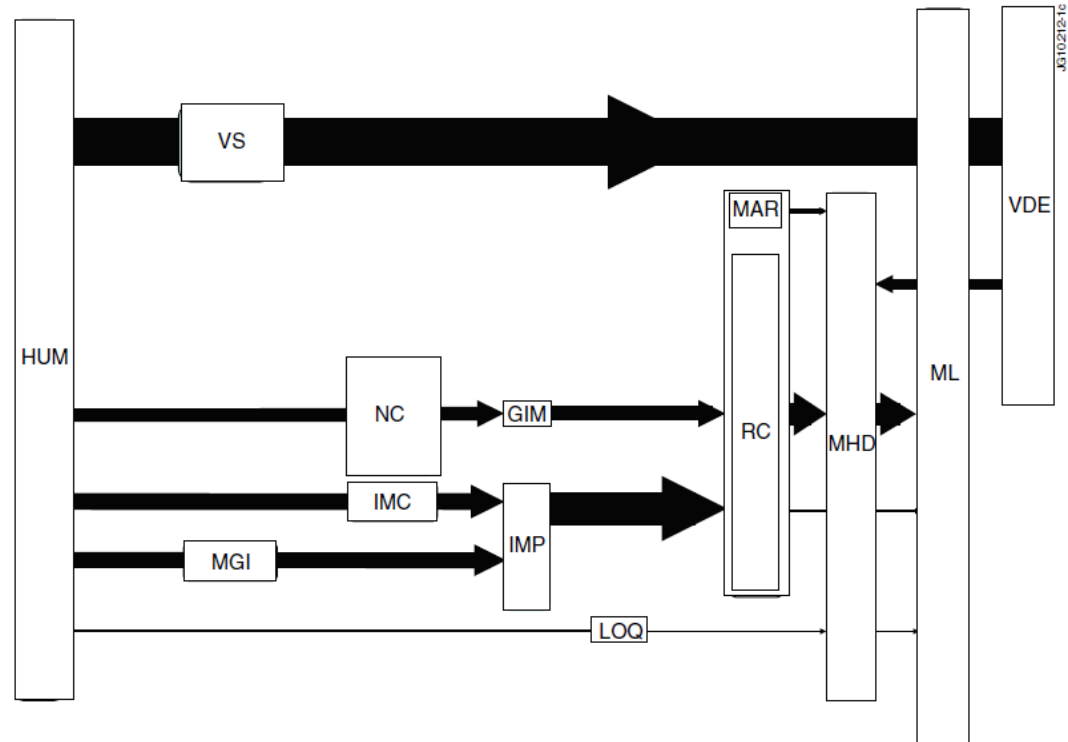 JG10.212-1c
VS
MAR
VDE
HUM
ML
NC
GIM
RC
MHD
IMC
IMP
MGI
LOQ